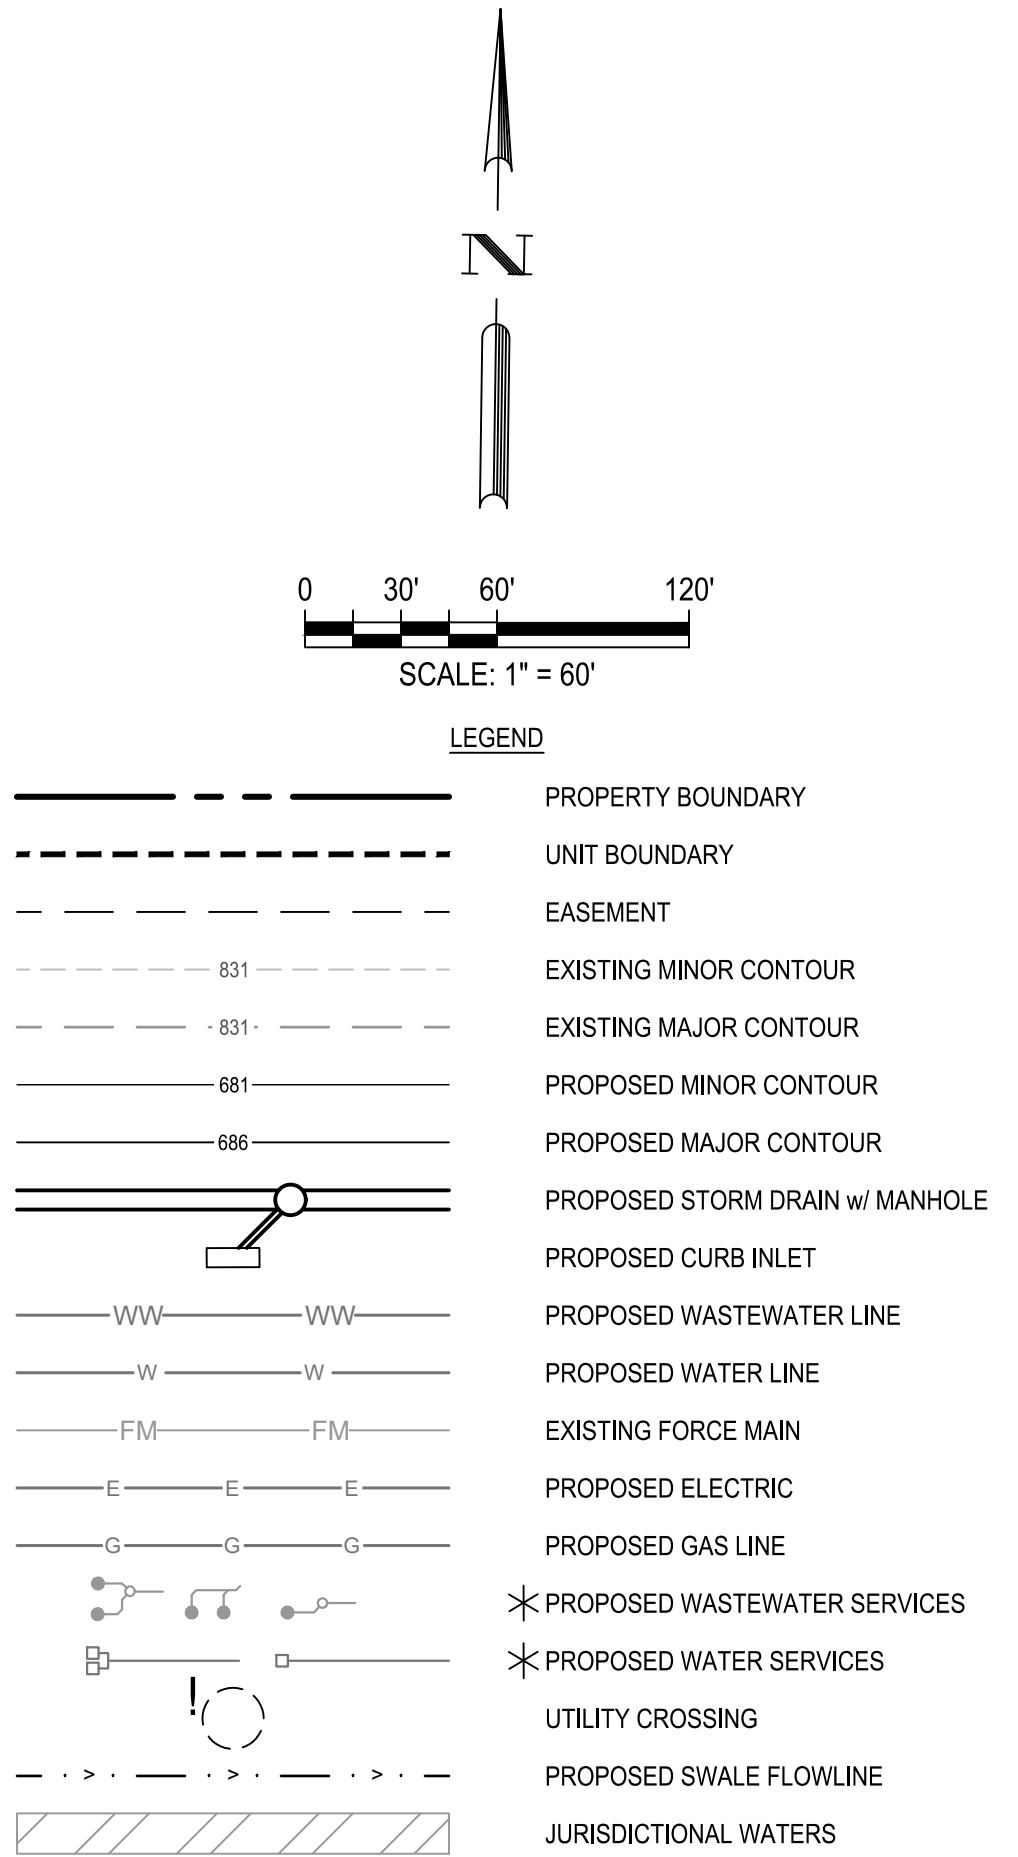 N
0 30' 60' 120'
SCALE: 1" = 60'
LEGEND
PROPERTY BOUNDARY
UNIT BOUNDARY
EASEMENT
831 EXISTING MINOR CONTOUR
831 EXISTING MAJOR CONTOUR
681 PROPOSED MINOR CONTOUR
686 PROPOSED MAJOR CONTOUR
PROPOSED STORM DRAIN w/ MANHOLE
PROPOSED CURB INLET
WW WW PROPOSED WASTEWATER LINE
W W PROPOSED WATER LINE
FM FM EXISTING FORCE MAIN
E E E PROPOSED ELECTRIC
G G G PROPOSED GAS LINE
* PROPOSED WASTEWATER SERVICES
* PROPOSED WATER SERVICES
! UTILITY CROSSING
> > > PROPOSED SWALE FLOWLINE
JURISDICTIONAL WATERS